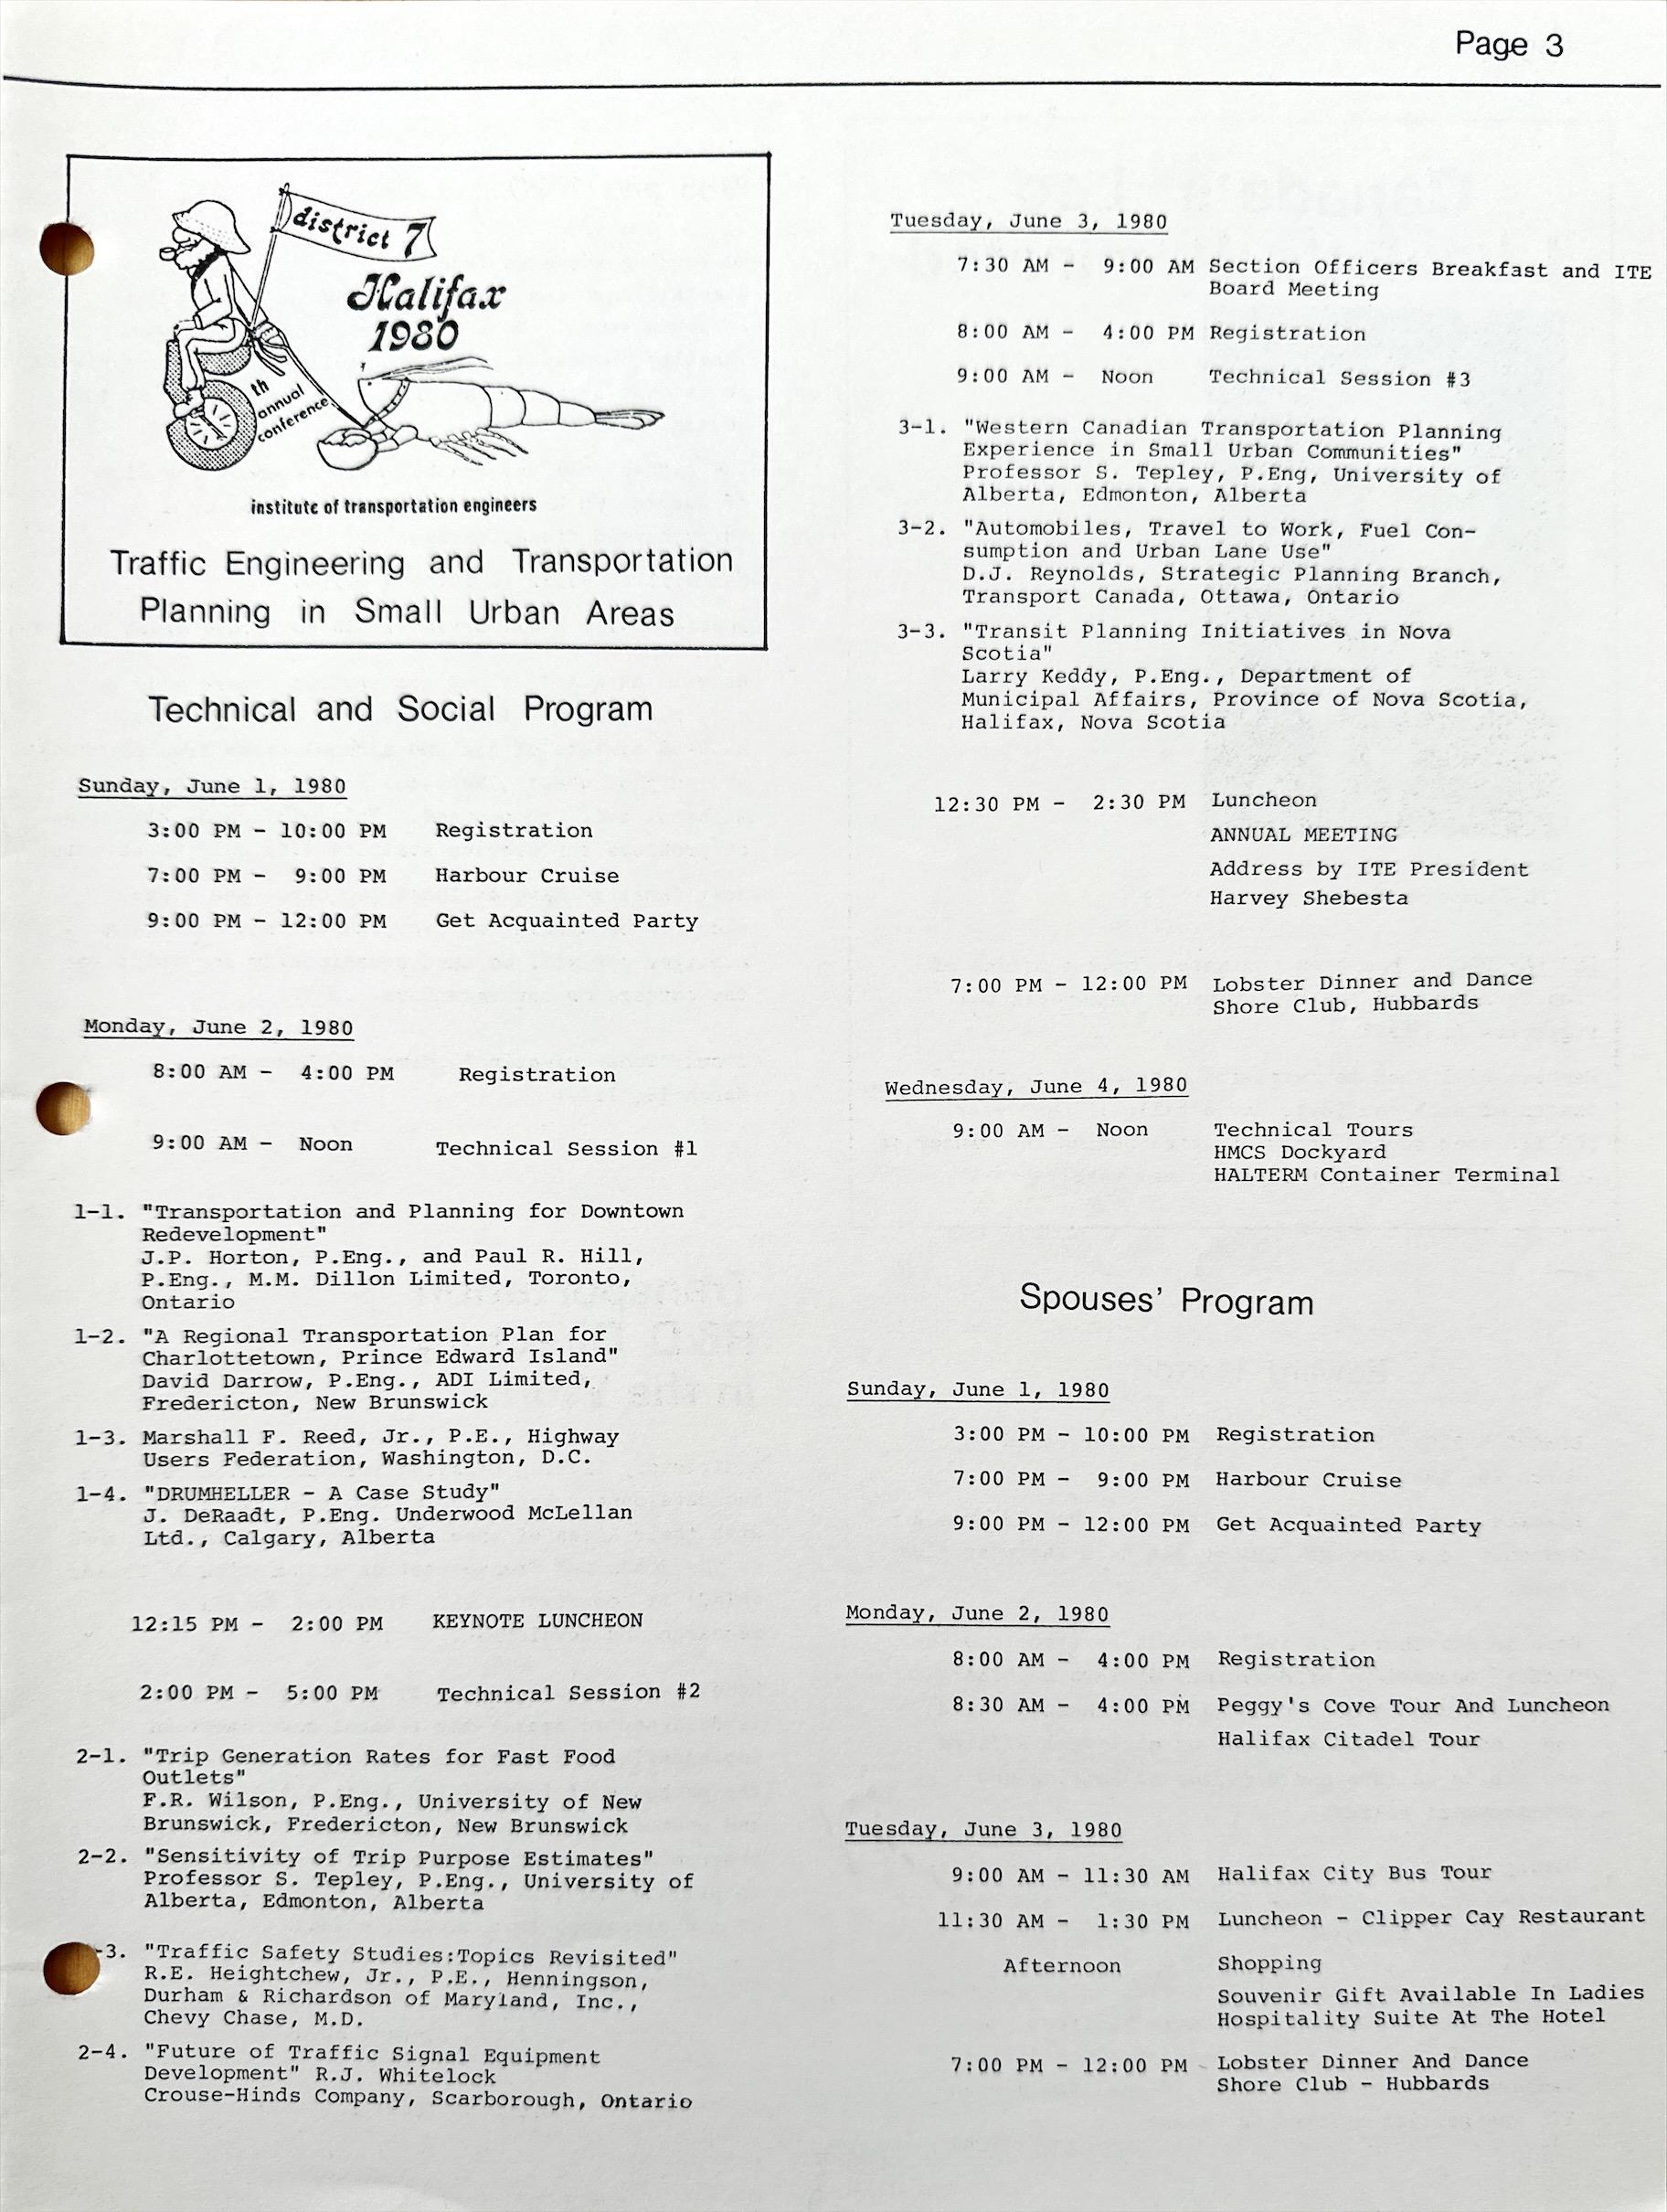 Page 3
district 7
Halifax
1980
th
annual
conference
institute of transportation engineers
Traffic Engineering and Transportation
Planning in Small Urban Areas
Technical and Social Program
Sunday, June 1, 1980
3:00 PM - 10:00 PM Registration
7:00 PM - 9:00 PM Harbour Cruise
9:00 PM - 12:00 PM Get Acquainted Party
Monday, June 2, 1980
8:00 AM - 4:00 PM Registration
9:00 AM - Noon Technical Session #1
1-1. "Transportation and Planning for Downtown
Redevelopment"
J.P. Horton, P.Eng., and Paul R. Hill,
P.Eng., M.M. Dillon Limited, Toronto,
Ontario
1-2. "A Regional Transportation Plan for
Charlottetown, Prince Edward Island"
David Darrow, P.Eng., ADI Limited,
Fredericton, New Brunswick
1-3. Marshall F. Reed, Jr., P.E., Highway
Users Federation, Washington, D.C.
1-4. "DRUMHELLER - A Case Study"
J. DeRaadt, P.Eng. Underwood McLellan
Ltd., Calgary, Alberta
12:15 PM - 2:00 PM KEYNOTE LUNCHEON
2:00 PM - 5:00 PM Technical Session #2
2-1. "Trip Generation Rates for Fast Food
Outlets"
F.R. Wilson, P.Eng., University of New
Brunswick, Fredericton, New Brunswick
2-2. "Sensitivity of Trip Purpose Estimates"
Professor S. Tepley, P.Eng., University of
Alberta, Edmonton, Alberta
-3. "Traffic Safety Studies:Topics Revisited"
R.E. Heightchew, Jr., P.E., Henningson,
Durham & Richardson of Maryland, Inc.,
Chevy Chase, M.D.
2-4. "Future of Traffic Signal Equipment
Development" R.J. Whitelock
Crouse-Hinds Company, Scarborough, Ontario
Tuesday, June 3, 1980
7:30 AM - 9:00 AM Section Officers Breakfast and ITE
Board Meeting
8:00 AM - 4:00 PM Registration
9:00 AM - Noon Technical Session #3
3-1. "Western Canadian Transportation Planning
Experience in Small Urban Communities"
Professor S. Tepley, P.Eng, University of
Alberta, Edmonton, Alberta
3-2. "Automobiles, Travel to Work, Fuel Con-
sumption and Urban Lane Use"
D.J. Reynolds, Strategic Planning Branch,
Transport Canada, Ottawa, Ontario
3-3. "Transit Planning Initiatives in Nova
Scotia"
Larry Keddy, P.Eng., Department of
Municipal Affairs, Province of Nova Scotia,
Halifax, Nova Scotia
12:30 PM - 2:30 PM Luncheon
ANNUAL MEETING
Address by ITE President
Harvey Shebesta
7:00 PM - 12:00 PM Lobster Dinner and Dance
Shore Club, Hubbards
Wednesday, June 4, 1980
9:00 AM - Noon Technical Tours
HMCS Dockyard
HALTERM Container Terminal
Spouses' Program
Sunday, June 1, 1980
3:00 PM - 10:00 PM Registration
7:00 PM - 9:00 PM Harbour Cruise
9:00 PM - 12:00 PM Get Acquainted Party
Monday, June 2, 1980
8:00 AM - 4:00 PM Registration
8:30 AM - 4:00 PM Peggy's Cove Tour And Luncheon
Halifax Citadel Tour
Tuesday, June 3, 1980
9:00 AM - 11:30 AM Halifax City Bus Tour
11:30 AM - 1:30 PM Luncheon - Clipper Cay Restaurant
Afternoon Shopping
Souvenir Gift Available In Ladies
Hospitality Suite At The Hotel
7:00 PM - 12:00 PM Lobster Dinner And Dance
Shore Club - Hubbards